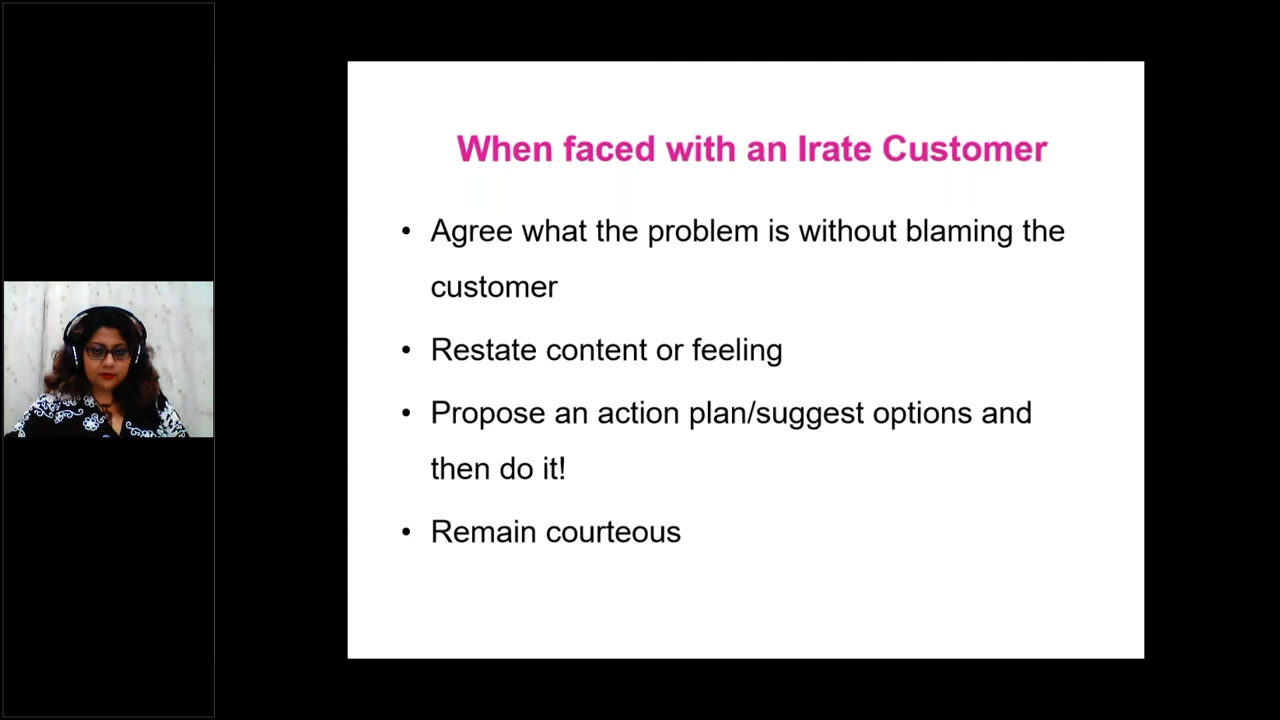 When faced with an Irate Customer
• Agree what the problem is without blaming the
customer
• Restate content or feeling
• Propose an action plan/suggest options and
then do it!
• Remain courteous